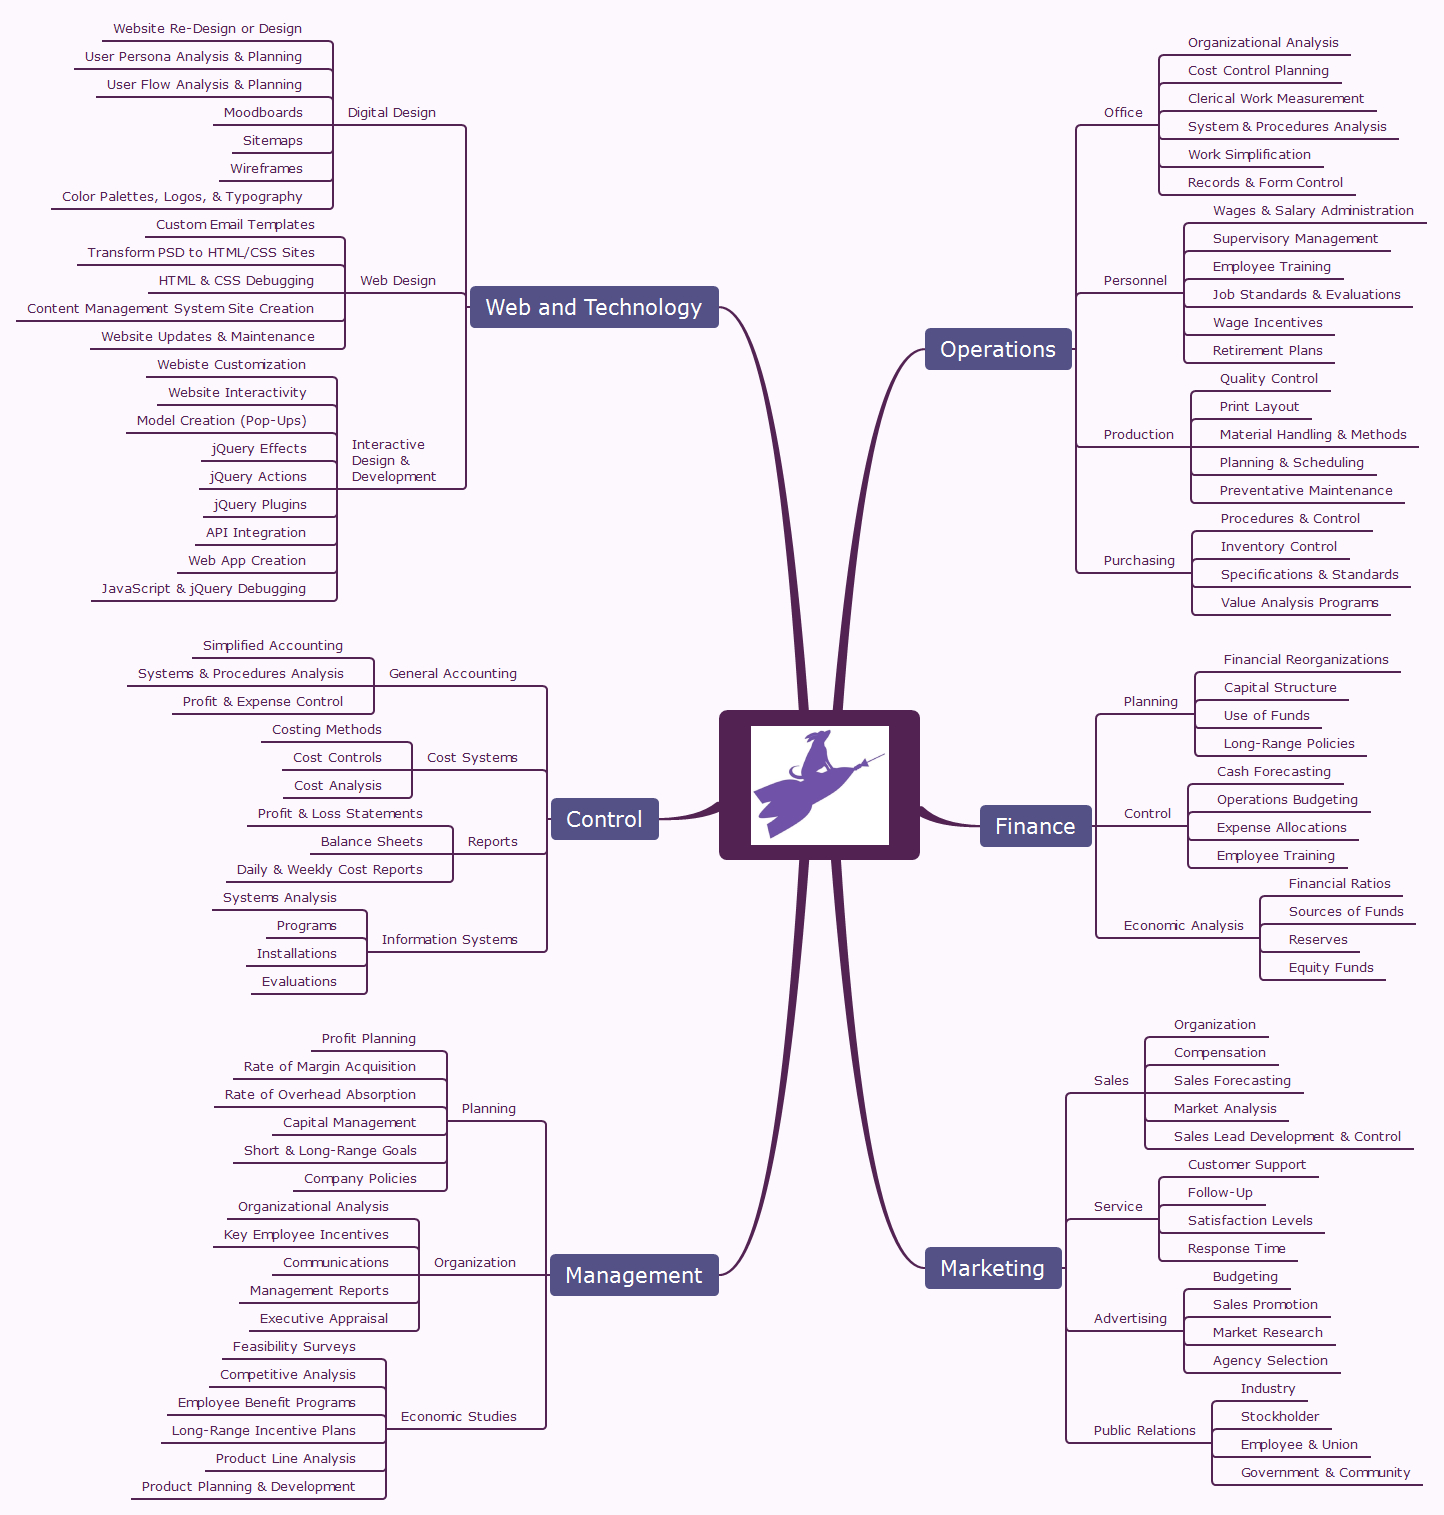 Website Re-Design or Design
User Persona Analysis & Planning
User Flow Analysis & Planning
Moodboards
Sitemaps
Wireframes
Color Palettes, Logos, & Typography
Digital Design
Custom Email Templates
Transform PSD to HTML/CSS Sites
HTML & CSS Debugging
Content Management System Site Creation
Website Updates & Maintenance
Web Design
Webiste Customization
Website Interactivity
Model Creation (Pop-Ups)
jQuery Effects
jQuery Actions
jQuery Plugins
API Integration
Web App Creation
JavaScript & jQuery Debugging
Interactive
Design &
Development
Web and Technology
Simplified Accounting
Systems & Procedures Analysis
Profit & Expense Control
General Accounting
Costing Methods
Cost Controls
Cost Analysis
Cost Systems
Profit & Loss Statements
Balance Sheets
Daily & Weekly Cost Reports
Reports
Systems Analysis
Programs
Installations
Evaluations
Information Systems
Control
Profit Planning
Rate of Margin Acquisition
Rate of Overhead Absorption
Capital Management
Short & Long-Range Goals
Company Policies
Planning
Organizational Analysis
Key Employee Incentives
Communications
Management Reports
Executive Appraisal
Organization
Feasibility Surveys
Competitive Analysis
Employee Benefit Programs
Long-Range Incentive Plans
Product Line Analysis
Product Planning & Development
Economic Studies
Management
Operations
Office
Organizational Analysis
Cost Control Planning
Clerical Work Measurement
System & Procedures Analysis
Work Simplification
Records & Form Control
Personnel
Wages & Salary Administration
Supervisory Management
Employee Training
Job Standards & Evaluations
Wage Incentives
Retirement Plans
Production
Quality Control
Print Layout
Material Handling & Methods
Planning & Scheduling
Preventative Maintenance
Purchasing
Procedures & Control
Inventory Control
Specifications & Standards
Value Analysis Programs
Finance
Planning
Financial Reorganizations
Capital Structure
Use of Funds
Long-Range Policies
Control
Cash Forecasting
Operations Budgeting
Expense Allocations
Employee Training
Economic Analysis
Financial Ratios
Sources of Funds
Reserves
Equity Funds
Marketing
Sales
Organization
Compensation
Sales Forecasting
Market Analysis
Sales Lead Development & Control
Service
Customer Support
Follow-Up
Satisfaction Levels
Response Time
Advertising
Budgeting
Sales Promotion
Market Research
Agency Selection
Public Relations
Industry
Stockholder
Employee & Union
Government & Community